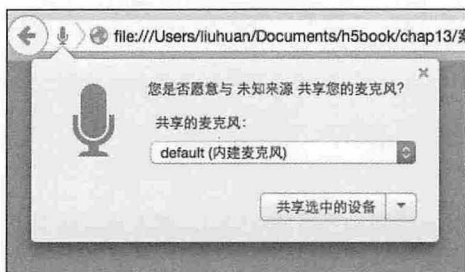 file:///Users/liuhuan/Documents/h5book/chap13/
您是否愿意与 未知来源 共享您的麦克风?
共享的麦克风:
default (内建麦克风)
共享选中的设备